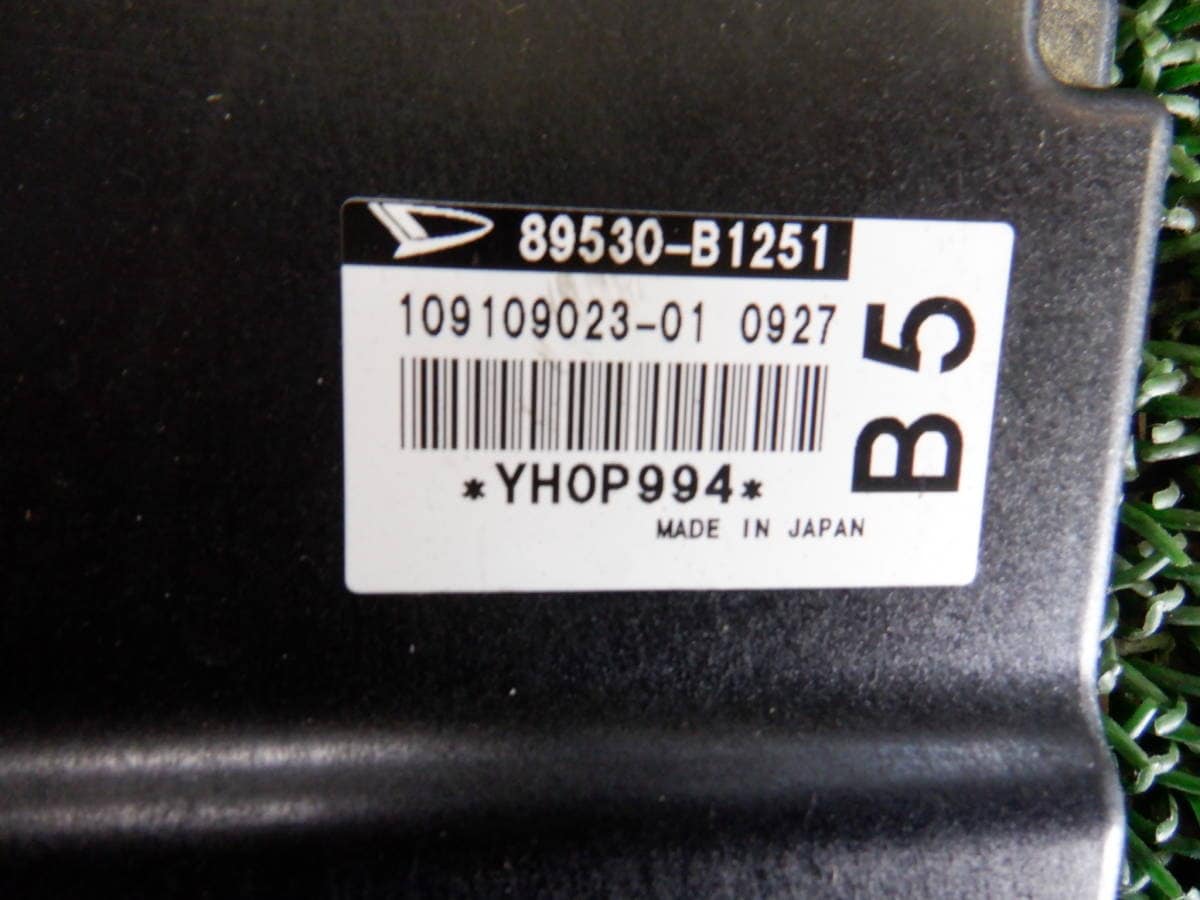 89530-B1251
109109023-01 0927
*YH0P994*
MADE IN JAPAN
B5